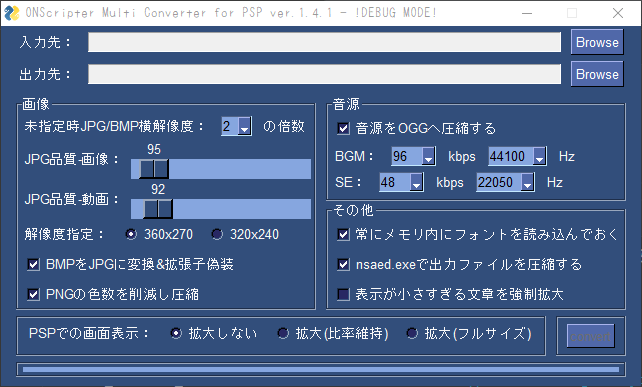 ONScripter Multi Converter for PSP ver.1.4.1 - !DEBUG MODE!
入力先： Browse
出力先： Browse
画像
未指定時JPG/BMP横解像度： 2 の倍数
95
JPG品質-画像：
92
JPG品質-動画：
解像度指定： 360x270 320x240
BMPをJPGに変換&拡張子偽装
PNGの色数を削減し圧縮
音源
音源をOGGへ圧縮する
BGM： 96 kbps 44100 Hz
SE： 48 kbps 22050 Hz
その他
常にメモリ内にフォントを読み込んでおく
nsaed.exeで出力ファイルを圧縮する
表示が小さすぎる文章を強制拡大
PSPでの画面表示： 拡大しない 拡大(比率維持) 拡大(フルサイズ)
convert